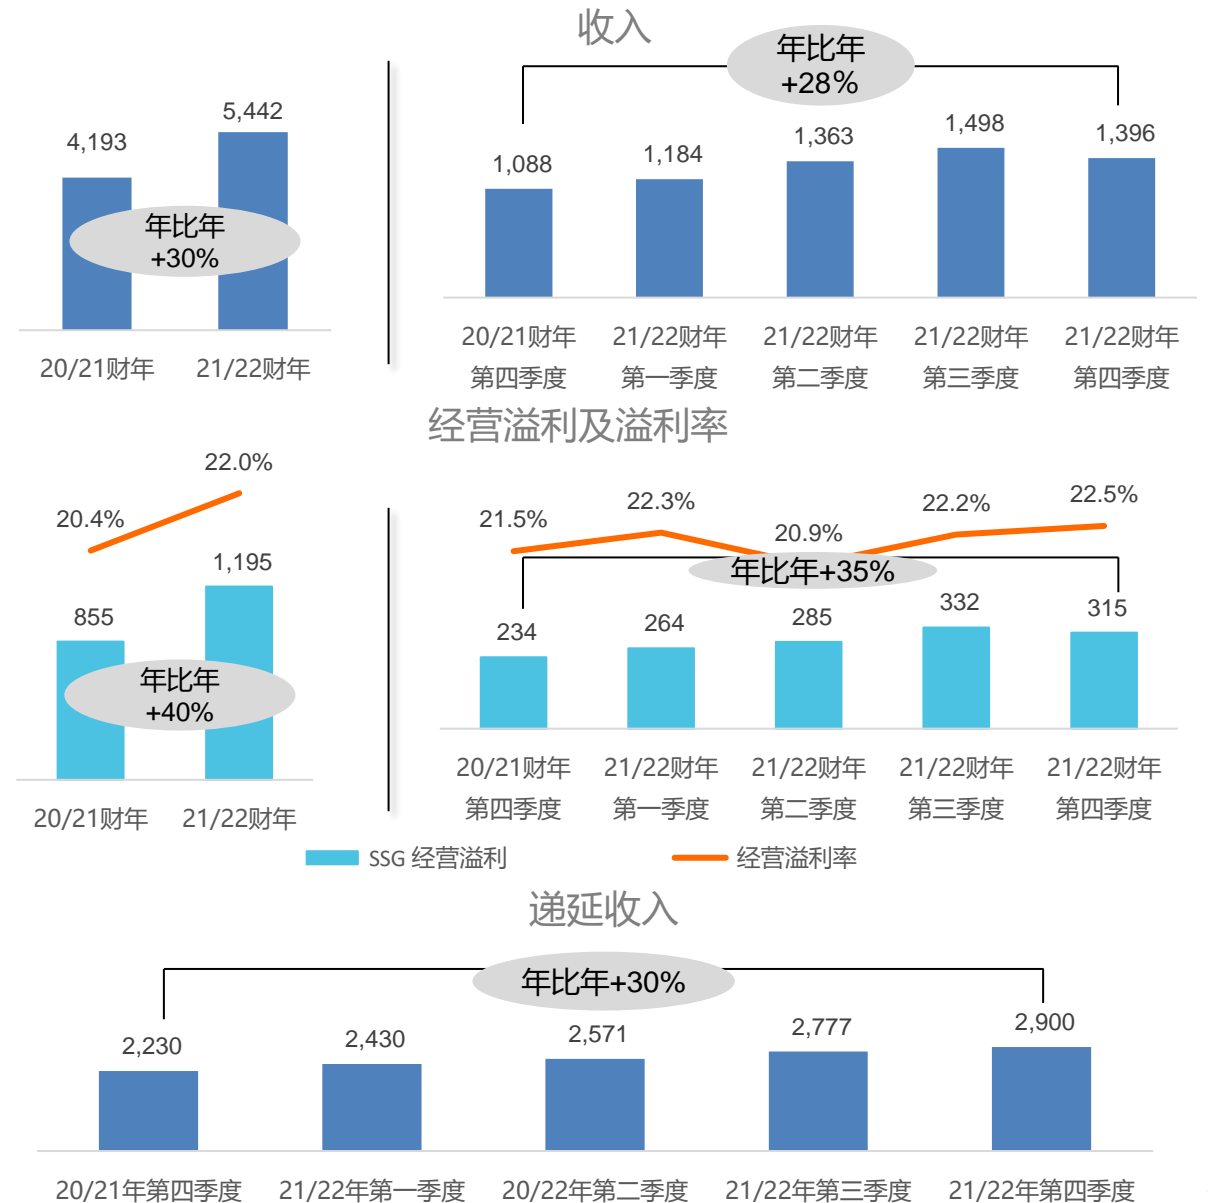 收入
4,193
5,442
年比年
+30%
20/21财年
21/22财年
年比年
+28%
1,088
1,184
1,363
1,498
1,396
20/21财年
第四季度
21/22财年
第一季度
21/22财年
第二季度
21/22财年
第三季度
21/22财年
第四季度
经营溢利及溢利率
20.4%
22.0%
855
1,195
年比年
+40%
20/21财年
21/22财年
21.5%
22.3%
20.9%
22.2%
22.5%
年比年+35%
234
264
285
332
315
20/21财年
第四季度
21/22财年
第一季度
21/22财年
第二季度
21/22财年
第三季度
21/22财年
第四季度
SSG 经营溢利
经营溢利率
递延收入
年比年+30%
2,230
2,430
2,571
2,777
2,900
20/21年第四季度
21/22年第一季度
20/22年第二季度
21/22年第三季度
21/22年第四季度